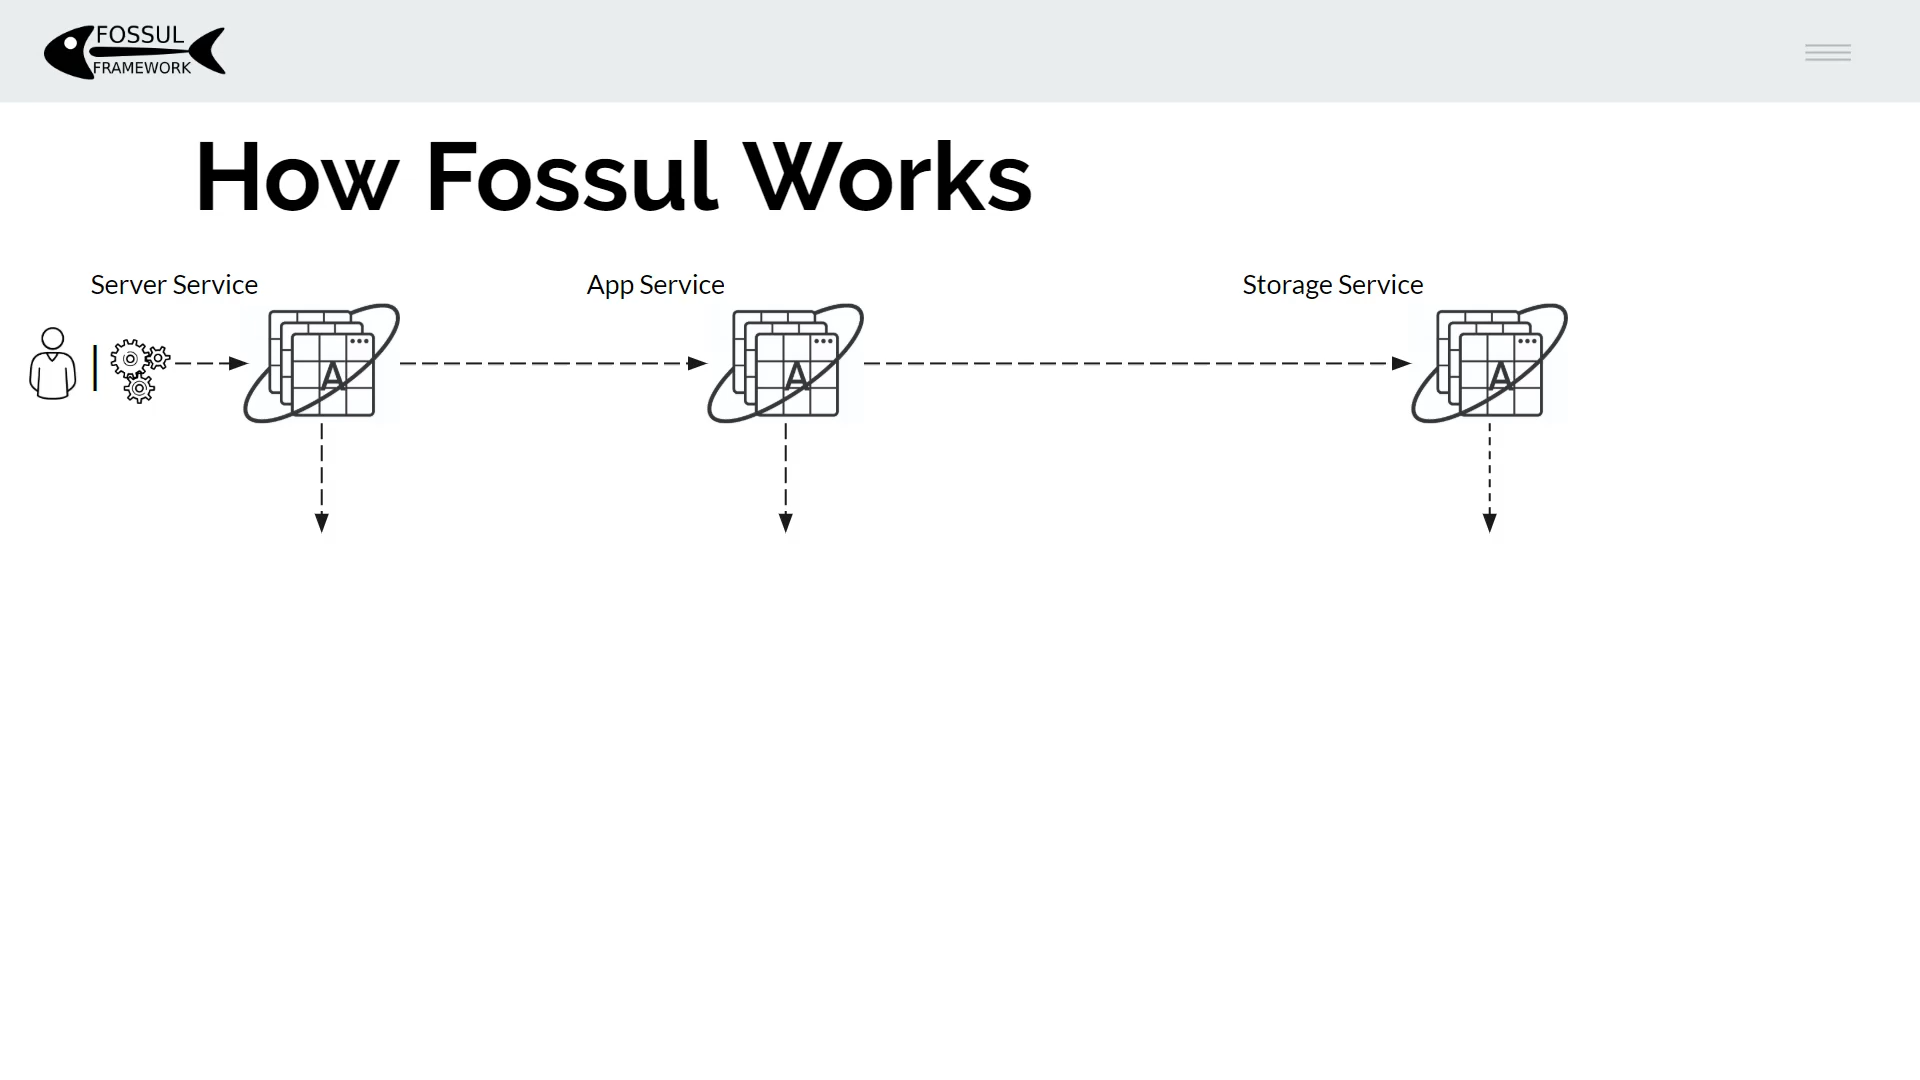 FOSSUL
FRAMEWORK
How Fossul Works
Server Service
App Service
Storage Service
A
A
A